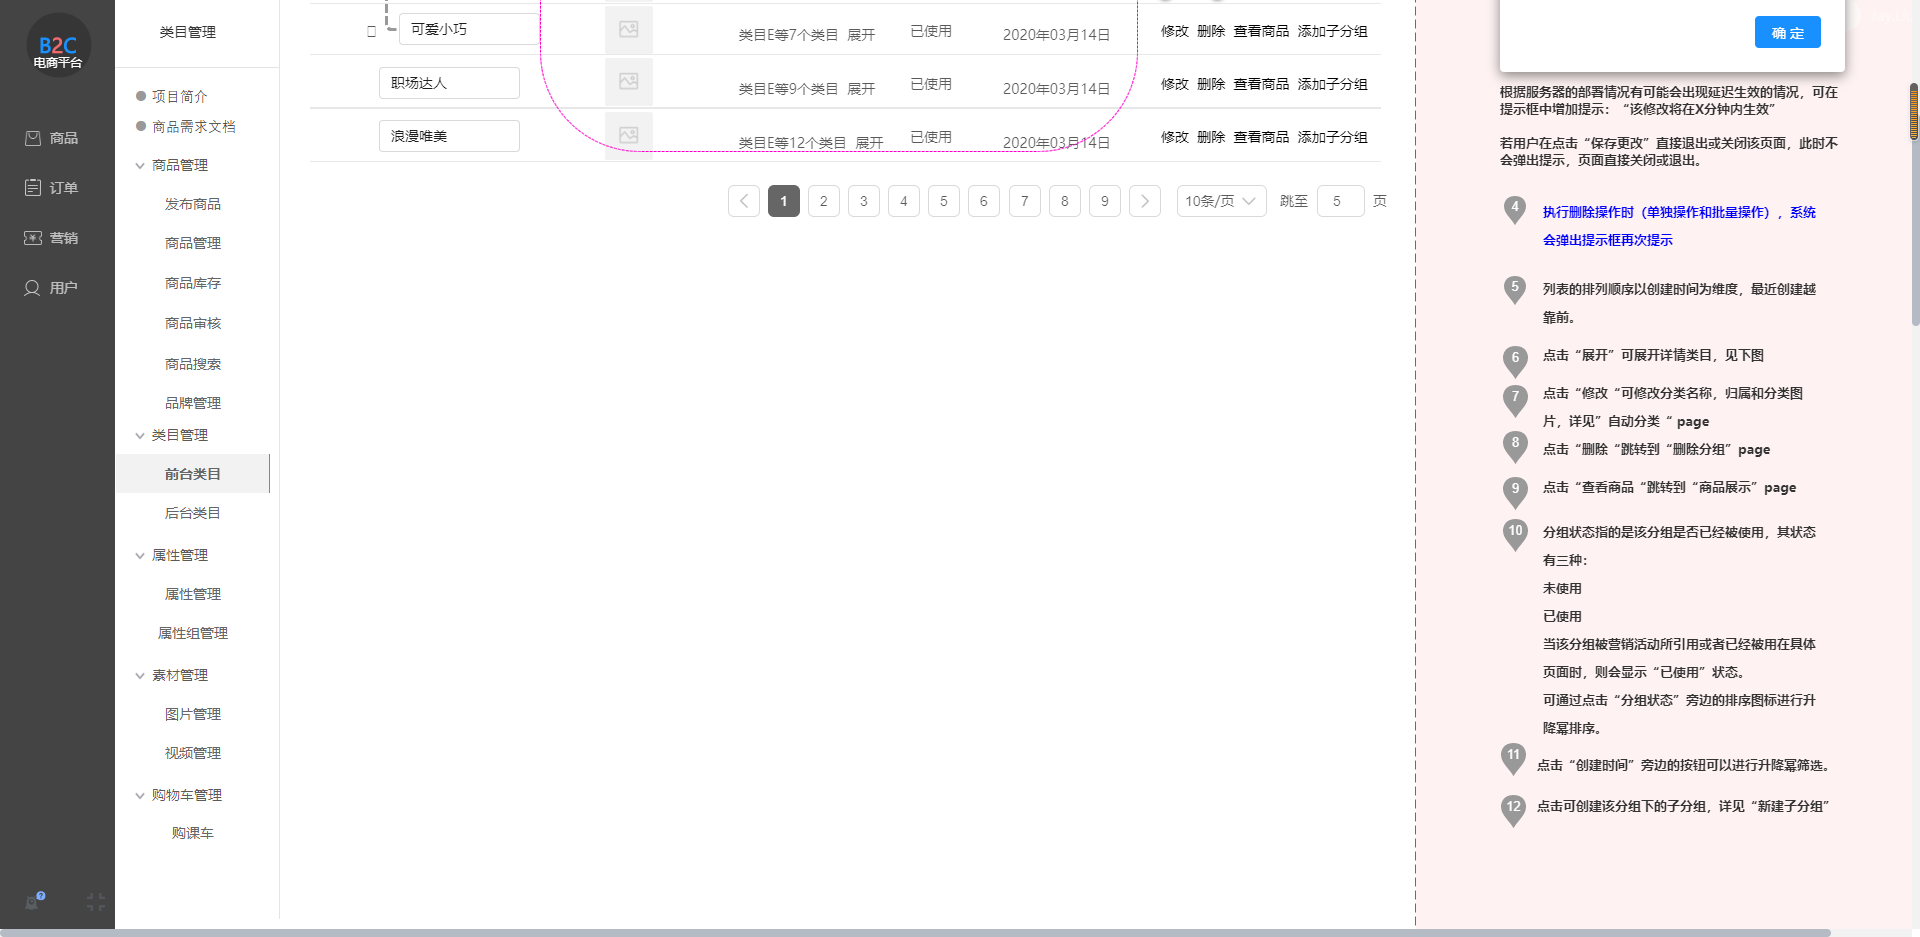 B2C
电商平台
商品
订单
营销
用户
类目管理
项目简介
商品需求文档
商品管理
发布商品
商品管理
商品库存
商品审核
商品搜索
品牌管理
类目管理
前台类目
后台类目
属性管理
属性管理
属性组管理
素材管理
图片管理
视频管理
购物车管理
购课车
可爱小巧 类目E等7个类目 展开 已使用 2020年03月14日 修改 删除 查看商品 添加子分组
职场达人 类目E等9个类目 展开 已使用 2020年03月14日 修改 删除 查看商品 添加子分组
浪漫唯美 类目E等12个类目 展开 已使用 2020年03月14日 修改 删除 查看商品 添加子分组
1 2 3 4 5 6 7 8 9 10条/页 跳至 5 页
确 定
根据服务器的部署情况有可能会出现延迟生效的情况，可在
提示框中增加提示：“该修改将在X分钟内生效”
若用户在点击“保存更改”直接退出或关闭该页面，此时不
会弹出提示，页面直接关闭或退出。
4 执行删除操作时（单独操作和批量操作），系统
会弹出提示框再次提示
5 列表的排列顺序以创建时间为维度，最近创建越
靠前。
6 点击“展开”可展开详情类目，见下图
7 点击“修改“可修改分类名称，归属和分类图
片，详见”自动分类“ page
8 点击“删除“跳转到“删除分组”page
9 点击“查看商品“跳转到“商品展示”page
10 分组状态指的是该分组是否已经被使用，其状态
有三种：
未使用
已使用
当该分组被营销活动所引用或者已经被用在具体
页面时，则会显示“已使用”状态。
可通过点击“分组状态”旁边的排序图标进行升
降幂排序。
11 点击“创建时间”旁边的按钮可以进行升降幂筛选。
12 点击可创建该分组下的子分组，详见“新建子分组”